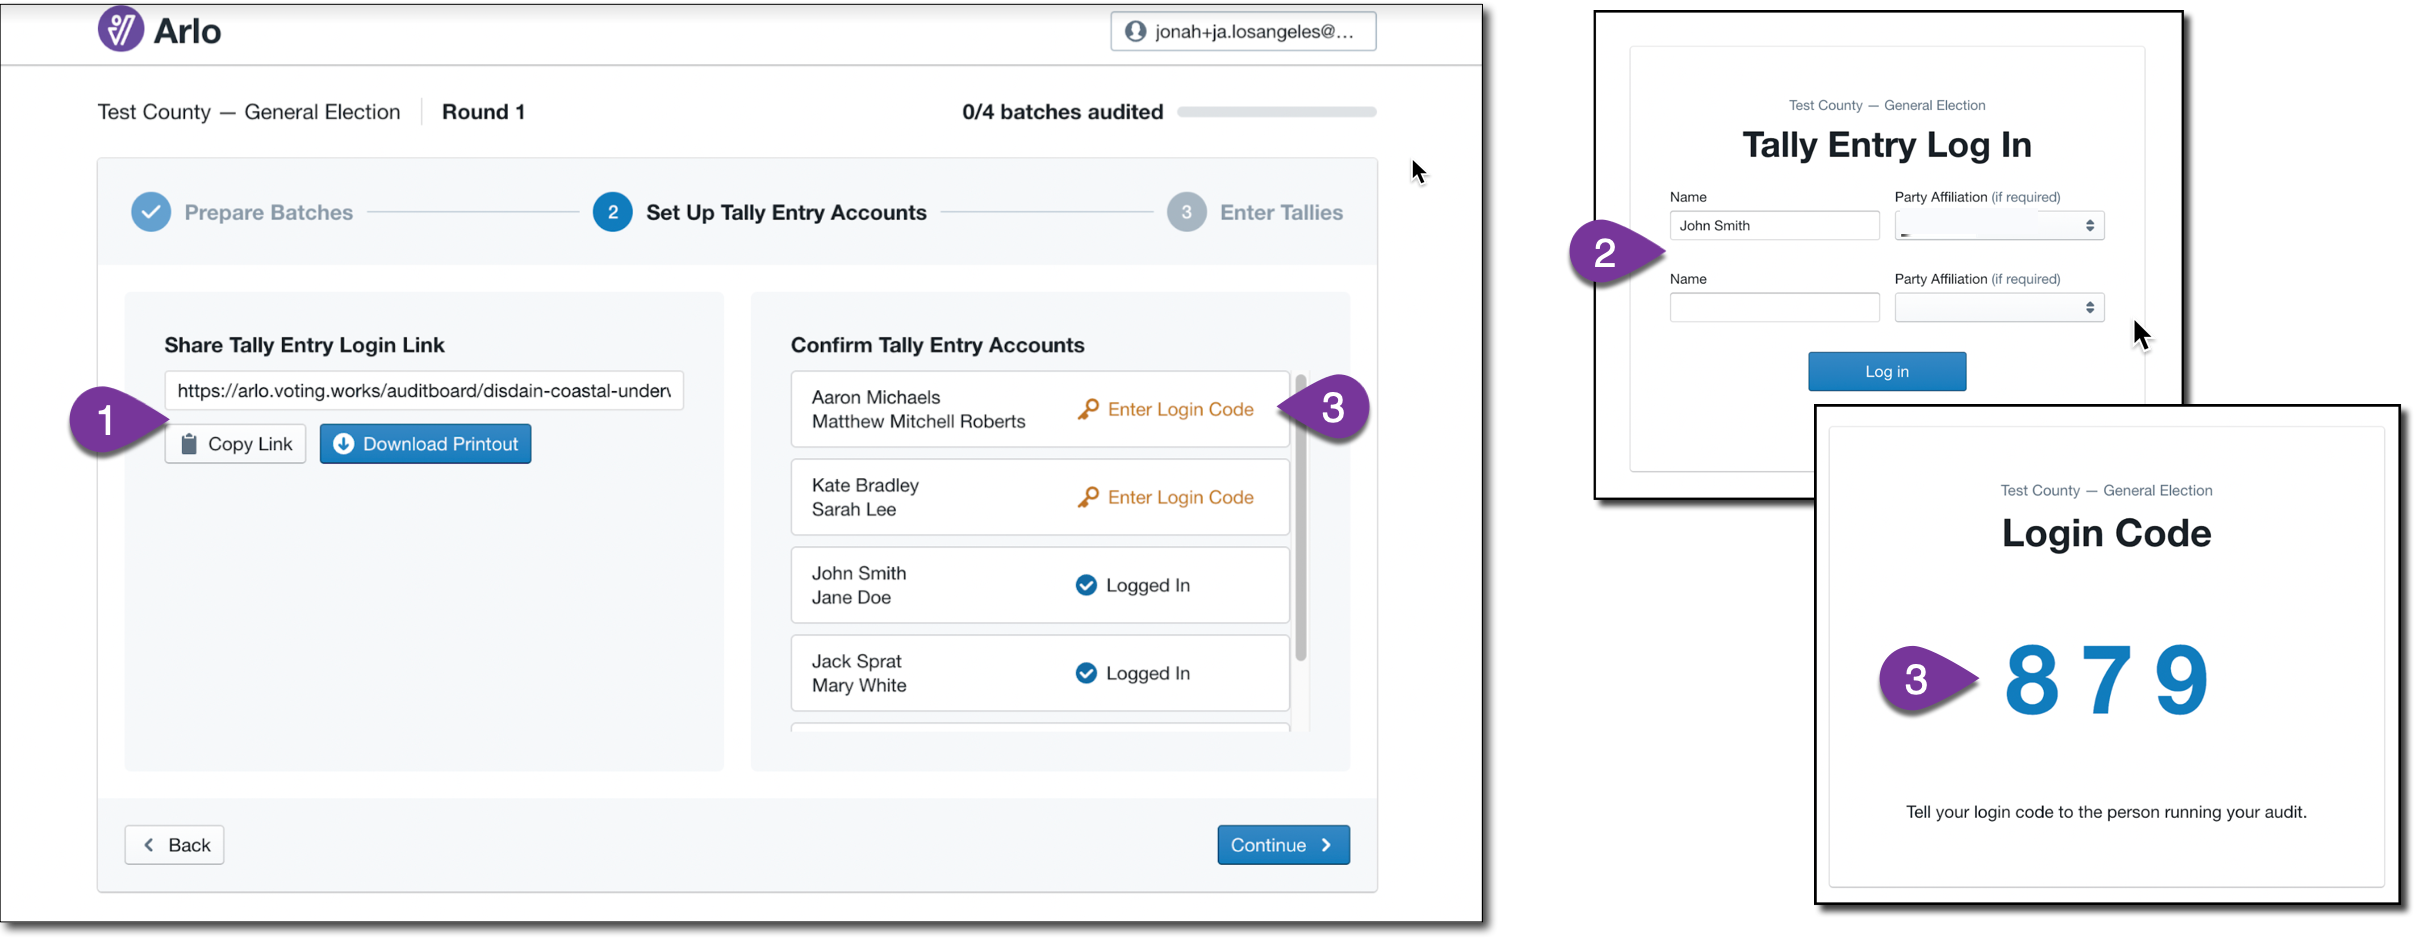 Arlo
jonah+ja.losangeles@...
Test County — General Election
Round 1
0/4 batches audited
Prepare Batches
2
Set Up Tally Entry Accounts
3
Enter Tallies
Share Tally Entry Login Link
https://arlo.voting.works/auditboard/disdain-coastal-underv
1
Copy Link
Download Printout
Confirm Tally Entry Accounts
Aaron Michaels
Matthew Mitchell Roberts
Enter Login Code
3
Kate Bradley
Sarah Lee
Enter Login Code
John Smith
Jane Doe
Logged In
Jack Sprat
Mary White
Logged In
Back
Continue
Test County — General Election
Tally Entry Log In
Name
Party Affiliation (if required)
John Smith
2
Name
Party Affiliation (if required)
Log in
Test County — General Election
Login Code
3
879
Tell your login code to the person running your audit.